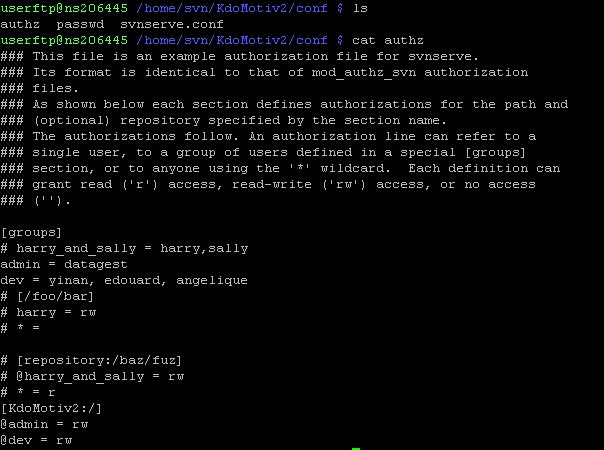 userftp@ns206445 /home/svn/KdoMotiv2/conf $ ls
authz  passwd  svnserve.conf
userftp@ns206445 /home/svn/KdoMotiv2/conf $ cat authz
### This file is an example authorization file for svnserve.
### Its format is identical to that of mod_authz_svn authorization
### files.
### As shown below each section defines authorizations for the path and
### (optional) repository specified by the section name.
### The authorizations follow. An authorization line can refer to a
### single user, to a group of users defined in a special [groups]
### section, or to anyone using the '*' wildcard.  Each definition can
### grant read ('r') access, read-write ('rw') access, or no access
### ('').
[groups]
# harry_and_sally = harry,sally
admin = datagest
dev = yinan, edouard, angelique
# [/foo/bar]
# harry = rw
# * =
# [repository:/baz/fuz]
# @harry_and_sally = rw
# * = r
[KdoMotiv2:/]
@admin = rw
@dev = rw